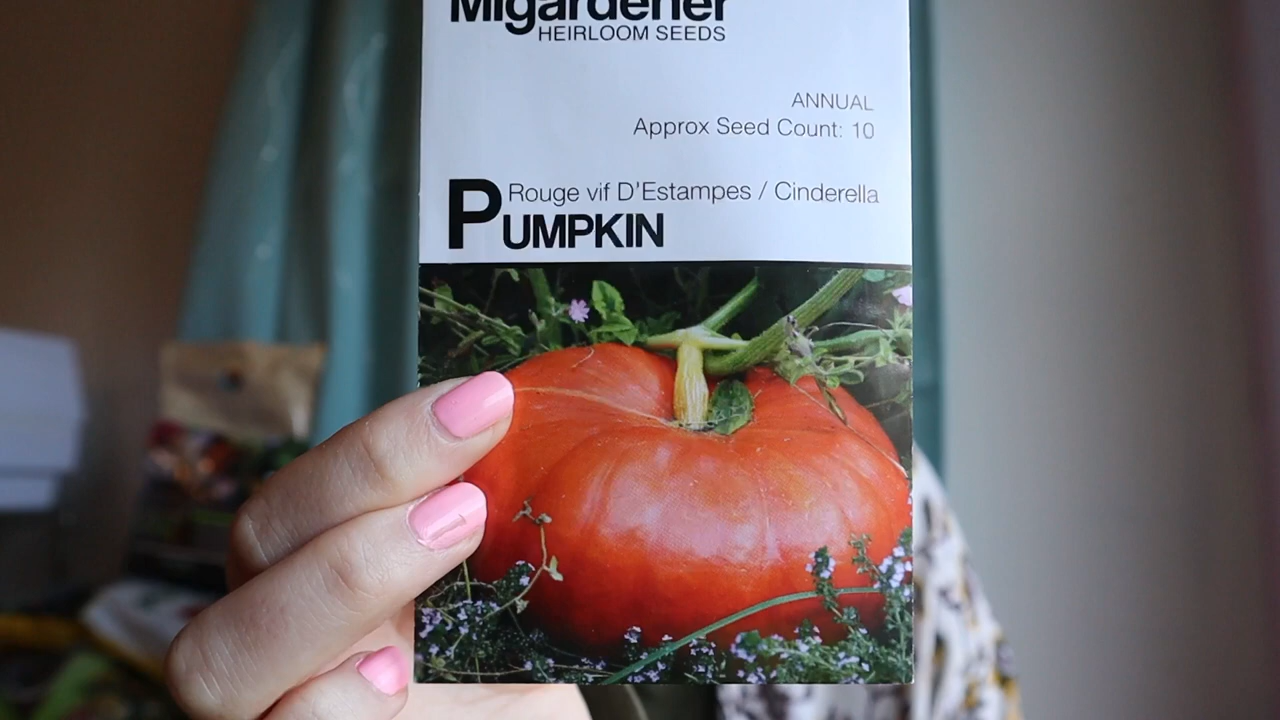 MIgardener
HEIRLOOM SEEDS
ANNUAL
Approx Seed Count: 10
Rouge vif D'Estampes / Cinderella
PUMPKIN